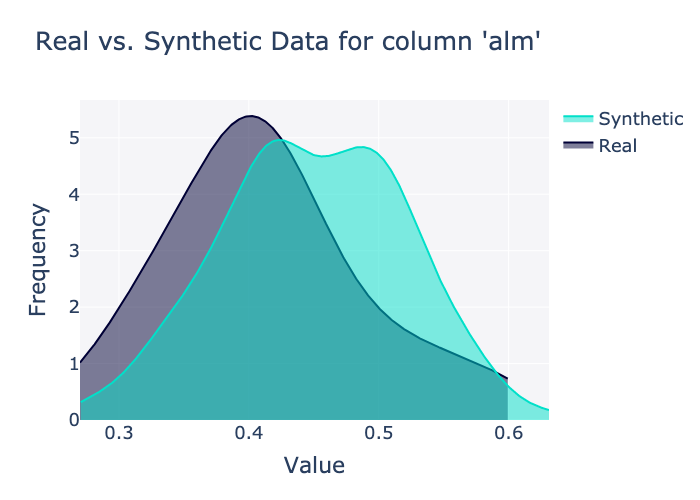 Real vs. Synthetic Data for column 'alm'
Synthetic
Real
Frequency
5
4
3
2
1
0
0.3 0.4 0.5 0.6
Value